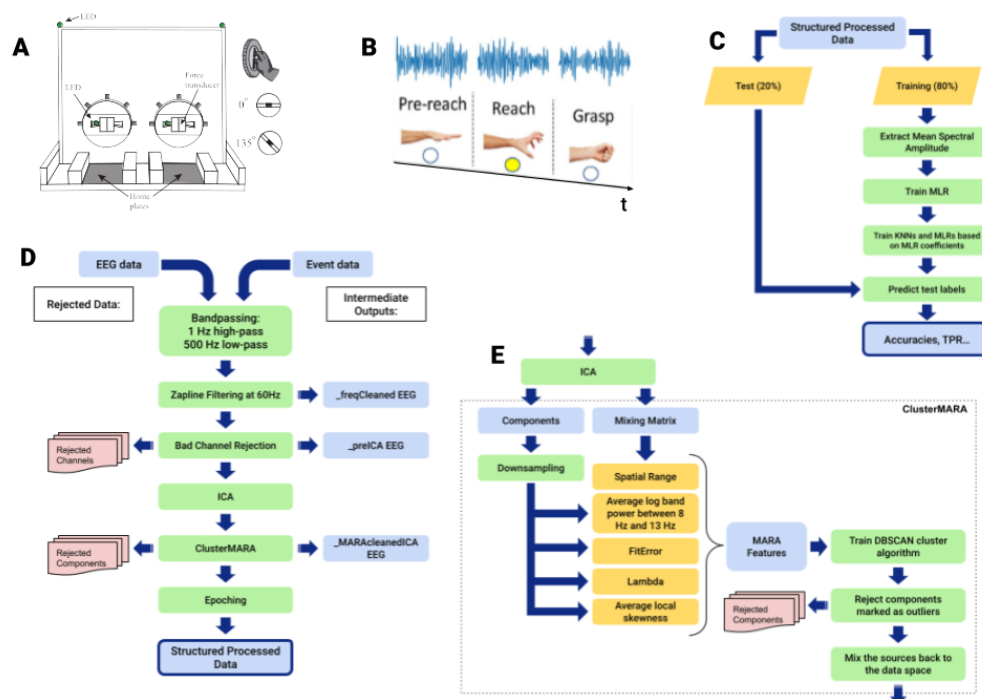 A
LED
LED
Force
transducer
0°
135°
Home
plates
B
Pre-reach
Reach
Grasp
t
C
Structured Processed
Data
Test (20%)
Training (80%)
Extract Mean Spectral
Amplitude
Train MLR
Train KNNs and MLRs based
on MLR coefficients
Predict test labels
Accuracies, TPR...
D
EEG data
Event data
Rejected Data:
Intermediate
Outputs:
Bandpassing:
1 Hz high-pass
500 Hz low-pass
Zapline Filtering at 60Hz
_freqCleaned EEG
Rejected
Channels
Bad Channel Rejection
_preICA EEG
ICA
Rejected
Components
ClusterMARA
_MARAcleanedICA
EEG
Epoching
Structured Processed
Data
E
ICA
ClusterMARA
Components
Mixing Matrix
Downsampling
Spatial Range
Average log band
power between 8
Hz and 13 Hz
FitError
Lambda
Average local
skewness
MARA
Features
Train DBSCAN cluster
algorithm
Rejected
Components
Reject components
marked as outliers
Mix the sources back to
the data space